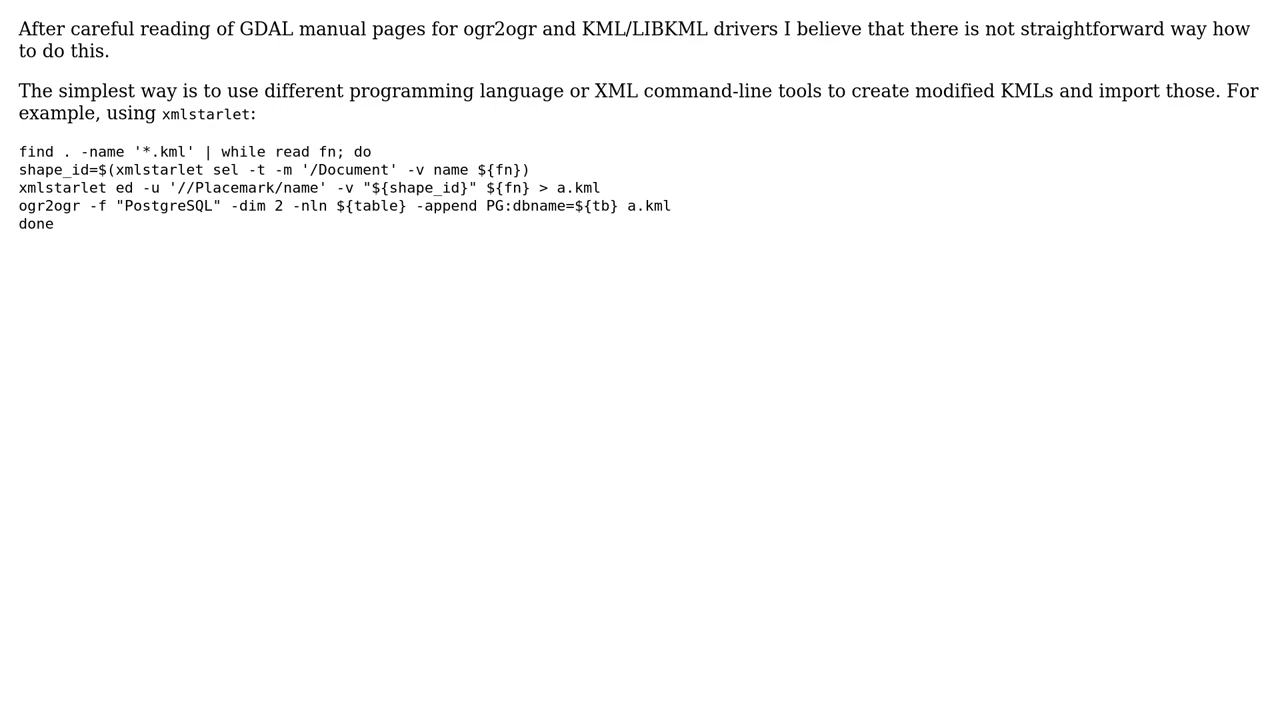 After careful reading of GDAL manual pages for ogr2ogr and KML/LIBKML drivers I believe that there is not straightforward way how
to do this.
The simplest way is to use different programming language or XML command-line tools to create modified KMLs and import those. For
example, using xmlstarlet:
find . -name '*.kml' | while read fn; do
shape_id=$(xmlstarlet sel -t -m '/Document' -v name ${fn})
xmlstarlet ed -u '//Placemark/name' -v "${shape_id}" ${fn} > a.kml
ogr2ogr -f "PostgreSQL" -dim 2 -nln ${table} -append PG:dbname=${tb} a.kml
done